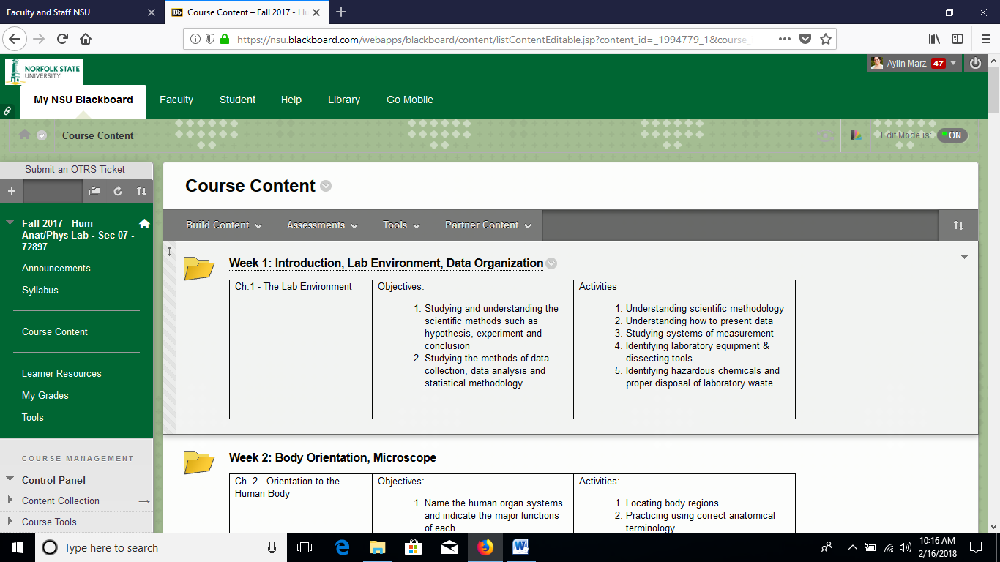 Faculty and Staff NSU
Bb Course Content – Fall 2017 - Hu
https://nsu.blackboard.com/webapps/blackboard/content/listContentEditable.jsp?content_id=_1994779_1&course_
NORFOLK STATE
UNIVERSITY
Aylin Marz 47
My NSU Blackboard Faculty Student Help Library Go Mobile
Course Content
Edit Mode is: ON
Submit an OTRS Ticket
Fall 2017 - Hum
Anat/Phys Lab - Sec 07 -
72897
Announcements
Syllabus
Course Content
Learner Resources
My Grades
Tools
COURSE MANAGEMENT
Control Panel
Content Collection
Course Tools
Course Content
Build Content Assessments Tools Partner Content
Week 1: Introduction, Lab Environment, Data Organization
Ch.1 - The Lab Environment
Objectives:
1. Studying and understanding the
scientific methods such as
hypothesis, experiment and
conclusion
2. Studying the methods of data
collection, data analysis and
statistical methodology
Activities
1. Understanding scientific methodology
2. Understanding how to present data
3. Studying systems of measurement
4. Identifying laboratory equipment &
dissecting tools
5. Identifying hazardous chemicals and
proper disposal of laboratory waste
Week 2: Body Orientation, Microscope
Ch. 2 - Orientation to the
Human Body
Objectives:
1. Name the human organ systems
and indicate the major functions
of each
Activities:
1. Locating body regions
2. Practicing using correct anatomical
terminology
Type here to search
10:16 AM
2/16/2018